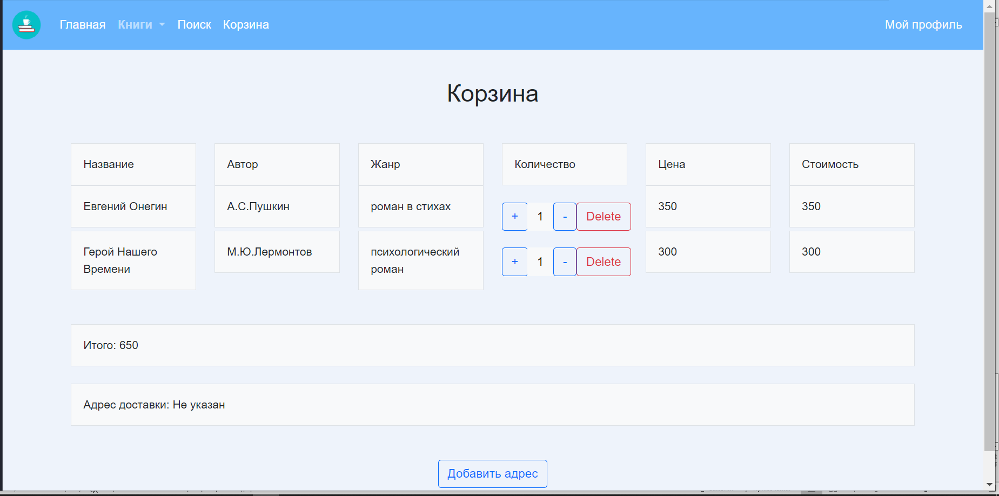 Главная Книги Поиск Корзина Мой профиль
Корзина
Название Автор Жанр Количество Цена Стоимость
Евгений Онегин А.С.Пушкин роман в стихах + 1 - Delete 350 350
Герой Нашего Времени М.Ю.Лермонтов психологический роман + 1 - Delete 300 300
Итого: 650
Адрес доставки: Не указан
Добавить адрес